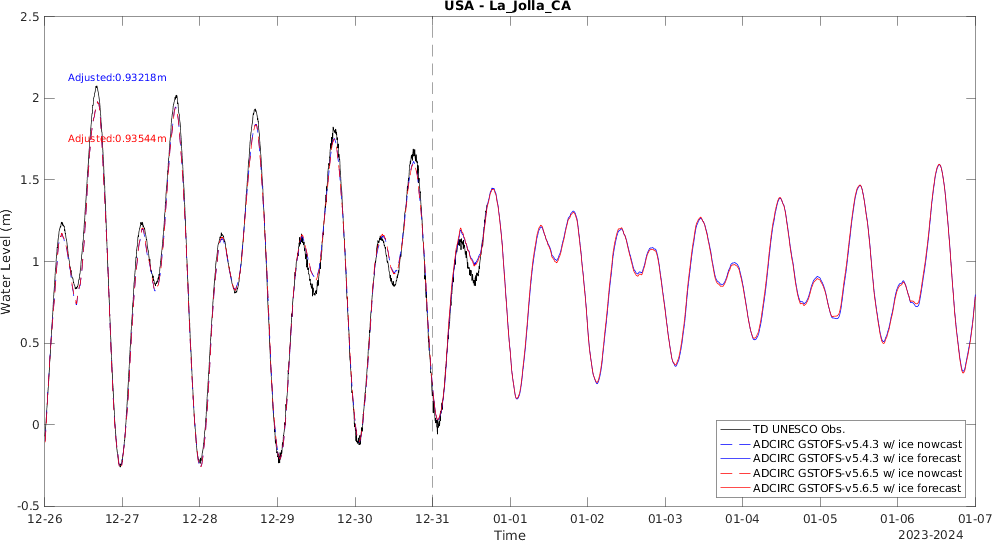 USA - La_Jolla_CA
2.5
Adjusted:0.93218m
2
Adjusted:0.93544m
1.5
Water Level (m)
1
0.5
0
-0.5
TD UNESCO Obs.
ADCIRC GSTOFS-v5.4.3 w/ ice nowcast
ADCIRC GSTOFS-v5.4.3 w/ ice forecast
ADCIRC GSTOFS-v5.6.5 w/ ice nowcast
ADCIRC GSTOFS-v5.6.5 w/ ice forecast
12-26 12-27 12-28 12-29 12-30 12-31 01-01 01-02 01-03 01-04 01-05 01-06 01-07
Time
2023-2024